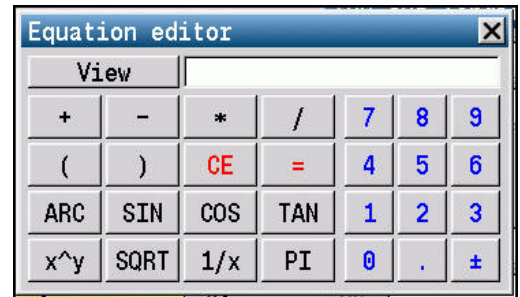 Equation editor
View
+ - * / 7 8 9
( ) CE = 4 5 6
ARC SIN COS TAN 1 2 3
x^y SQRT 1/x PI 0 . ±